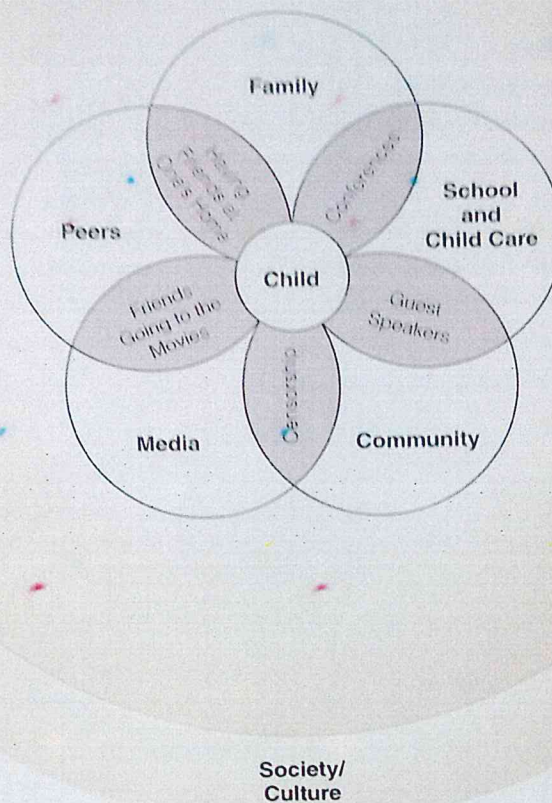 Family
Having
Friends at
One's Home
Conferences
Peers
School
and
Child Care
Child
Friends
Going to the
Movies
Guest
Speakers
Censorship
Media
Community
Society/
Culture